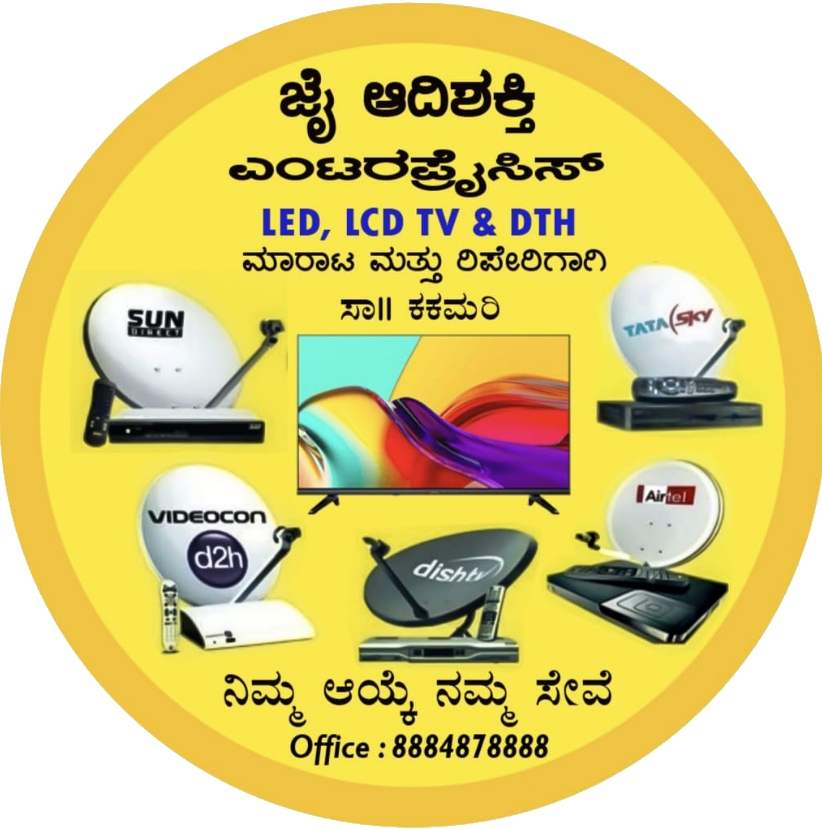 ಜೈ ಆದಿಶಕ್ತಿ
ಎಂಟರಪ್ರೈಸಿಸ್
LED, LCD TV & DTH
ಮಾರಾಟ ಮತ್ತು ರಿಪೇರಿಗಾಗಿ
ಸಾ॥ ಕಕಮರಿ
SUN
DIRECT
TATA SKY
VIDEOCON
d2h
dishtv
Airtel
ನಿಮ್ಮ ಆಯ್ಕೆ ನಮ್ಮ ಸೇವೆ
Office : 8884878888